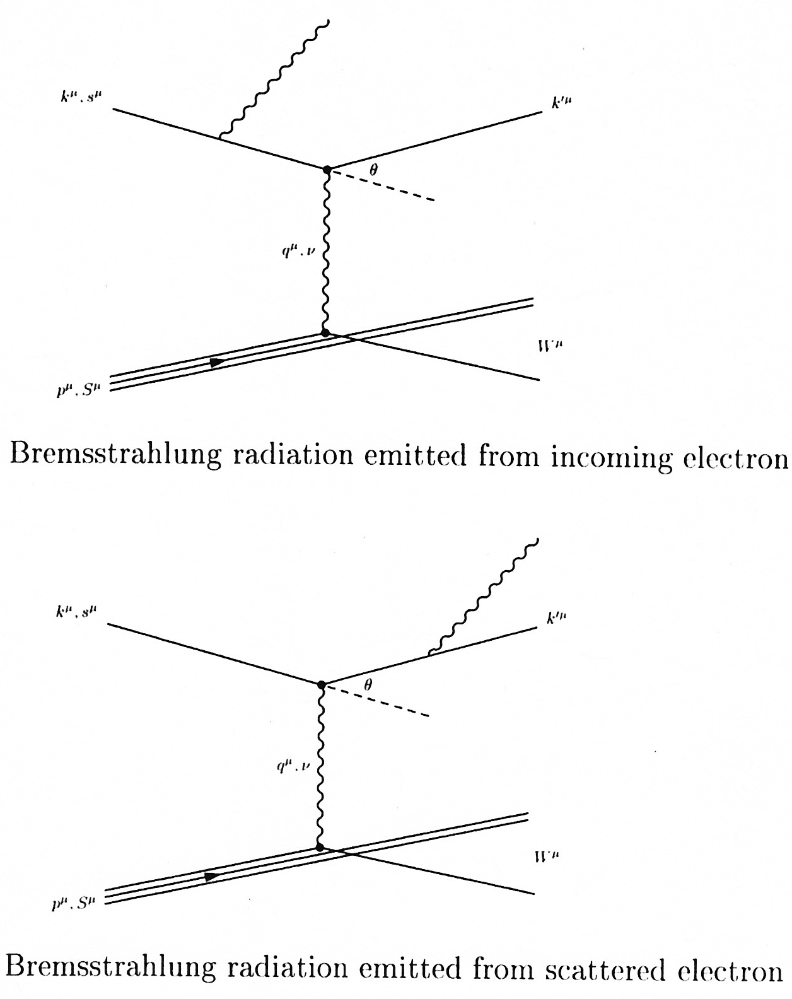 k^μ, s^μ
k'^μ
θ
q^μ, ν
W^μ
p^μ, S^μ
Bremsstrahlung radiation emitted from incoming electron
k^μ, s^μ
k'^μ
θ
q^μ, ν
W^μ
p^μ, S^μ
Bremsstrahlung radiation emitted from scattered electron